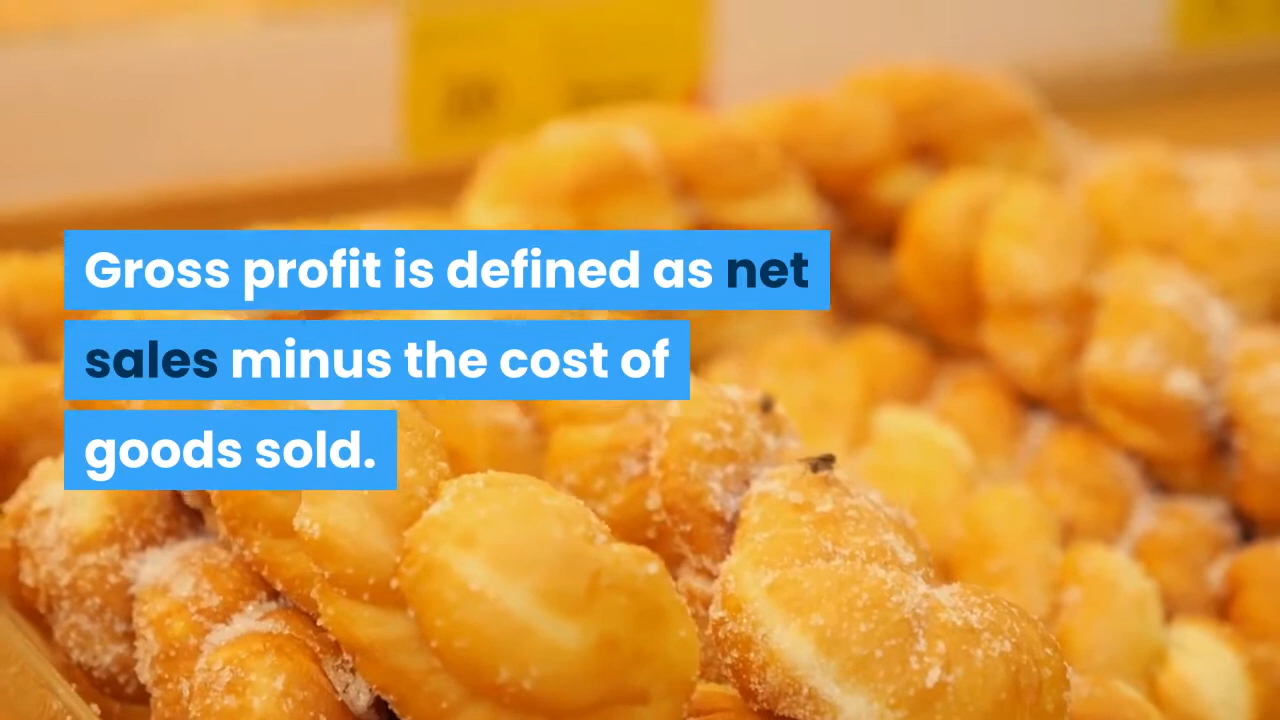 Gross profit is defined as net
sales minus the cost of
goods sold.